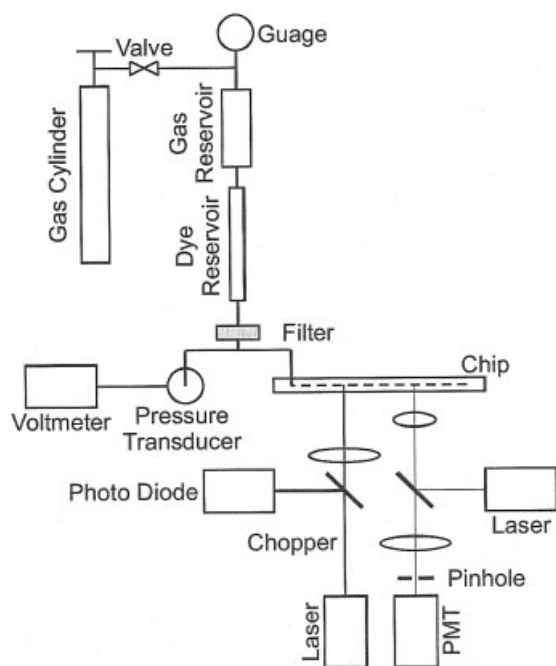 Guage
Valve
Gas Cylinder
Gas
Reservoir
Dye
Reservoir
Filter
Chip
Voltmeter
Pressure
Transducer
Photo Diode
Laser
Chopper
Pinhole
Laser
PMT